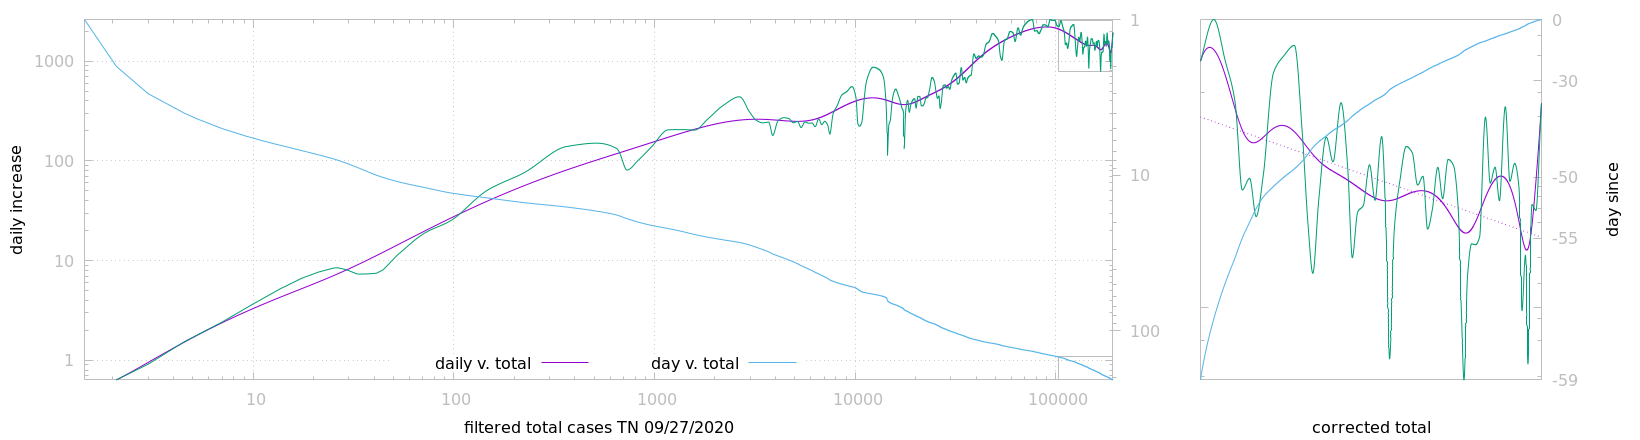 daily increase
1000
100
10
1
10
100
1000
10000
100000
daily v. total
day v. total
filtered total cases TN 09/27/2020
1
10
100
0
-30
-50
-55
-59
day since
corrected total